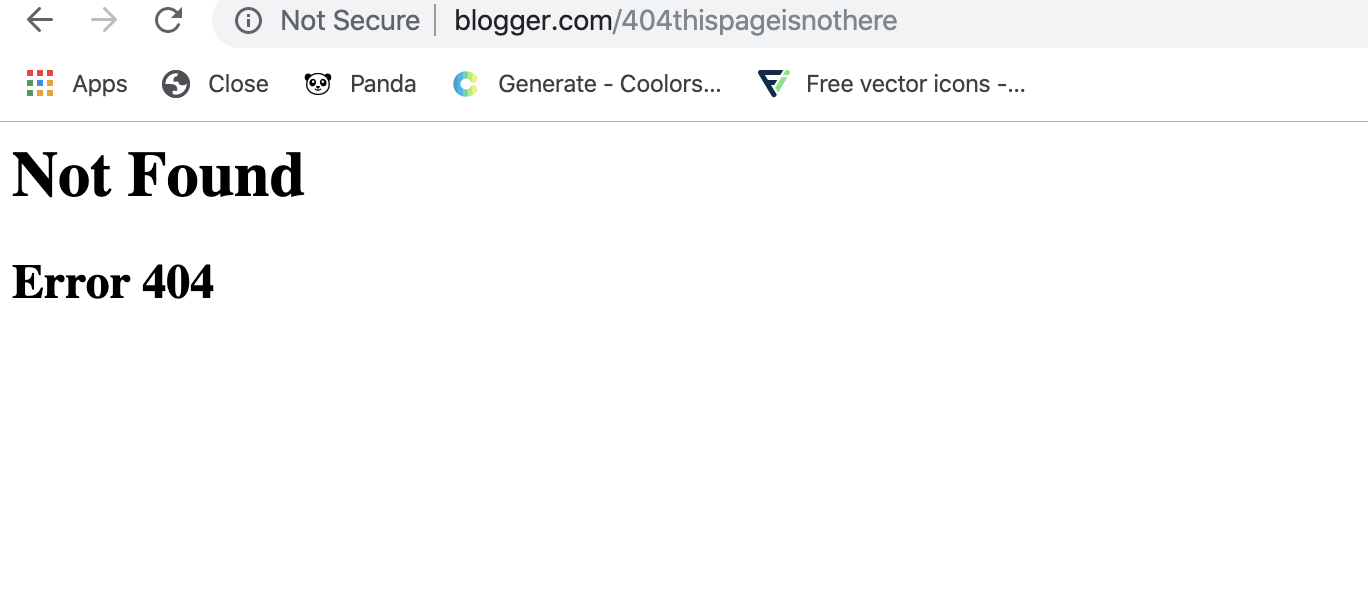 Not Secure blogger.com/404thispageisnothere
Apps Close Panda Generate - Coolors... Free vector icons -...
Not Found
Error 404